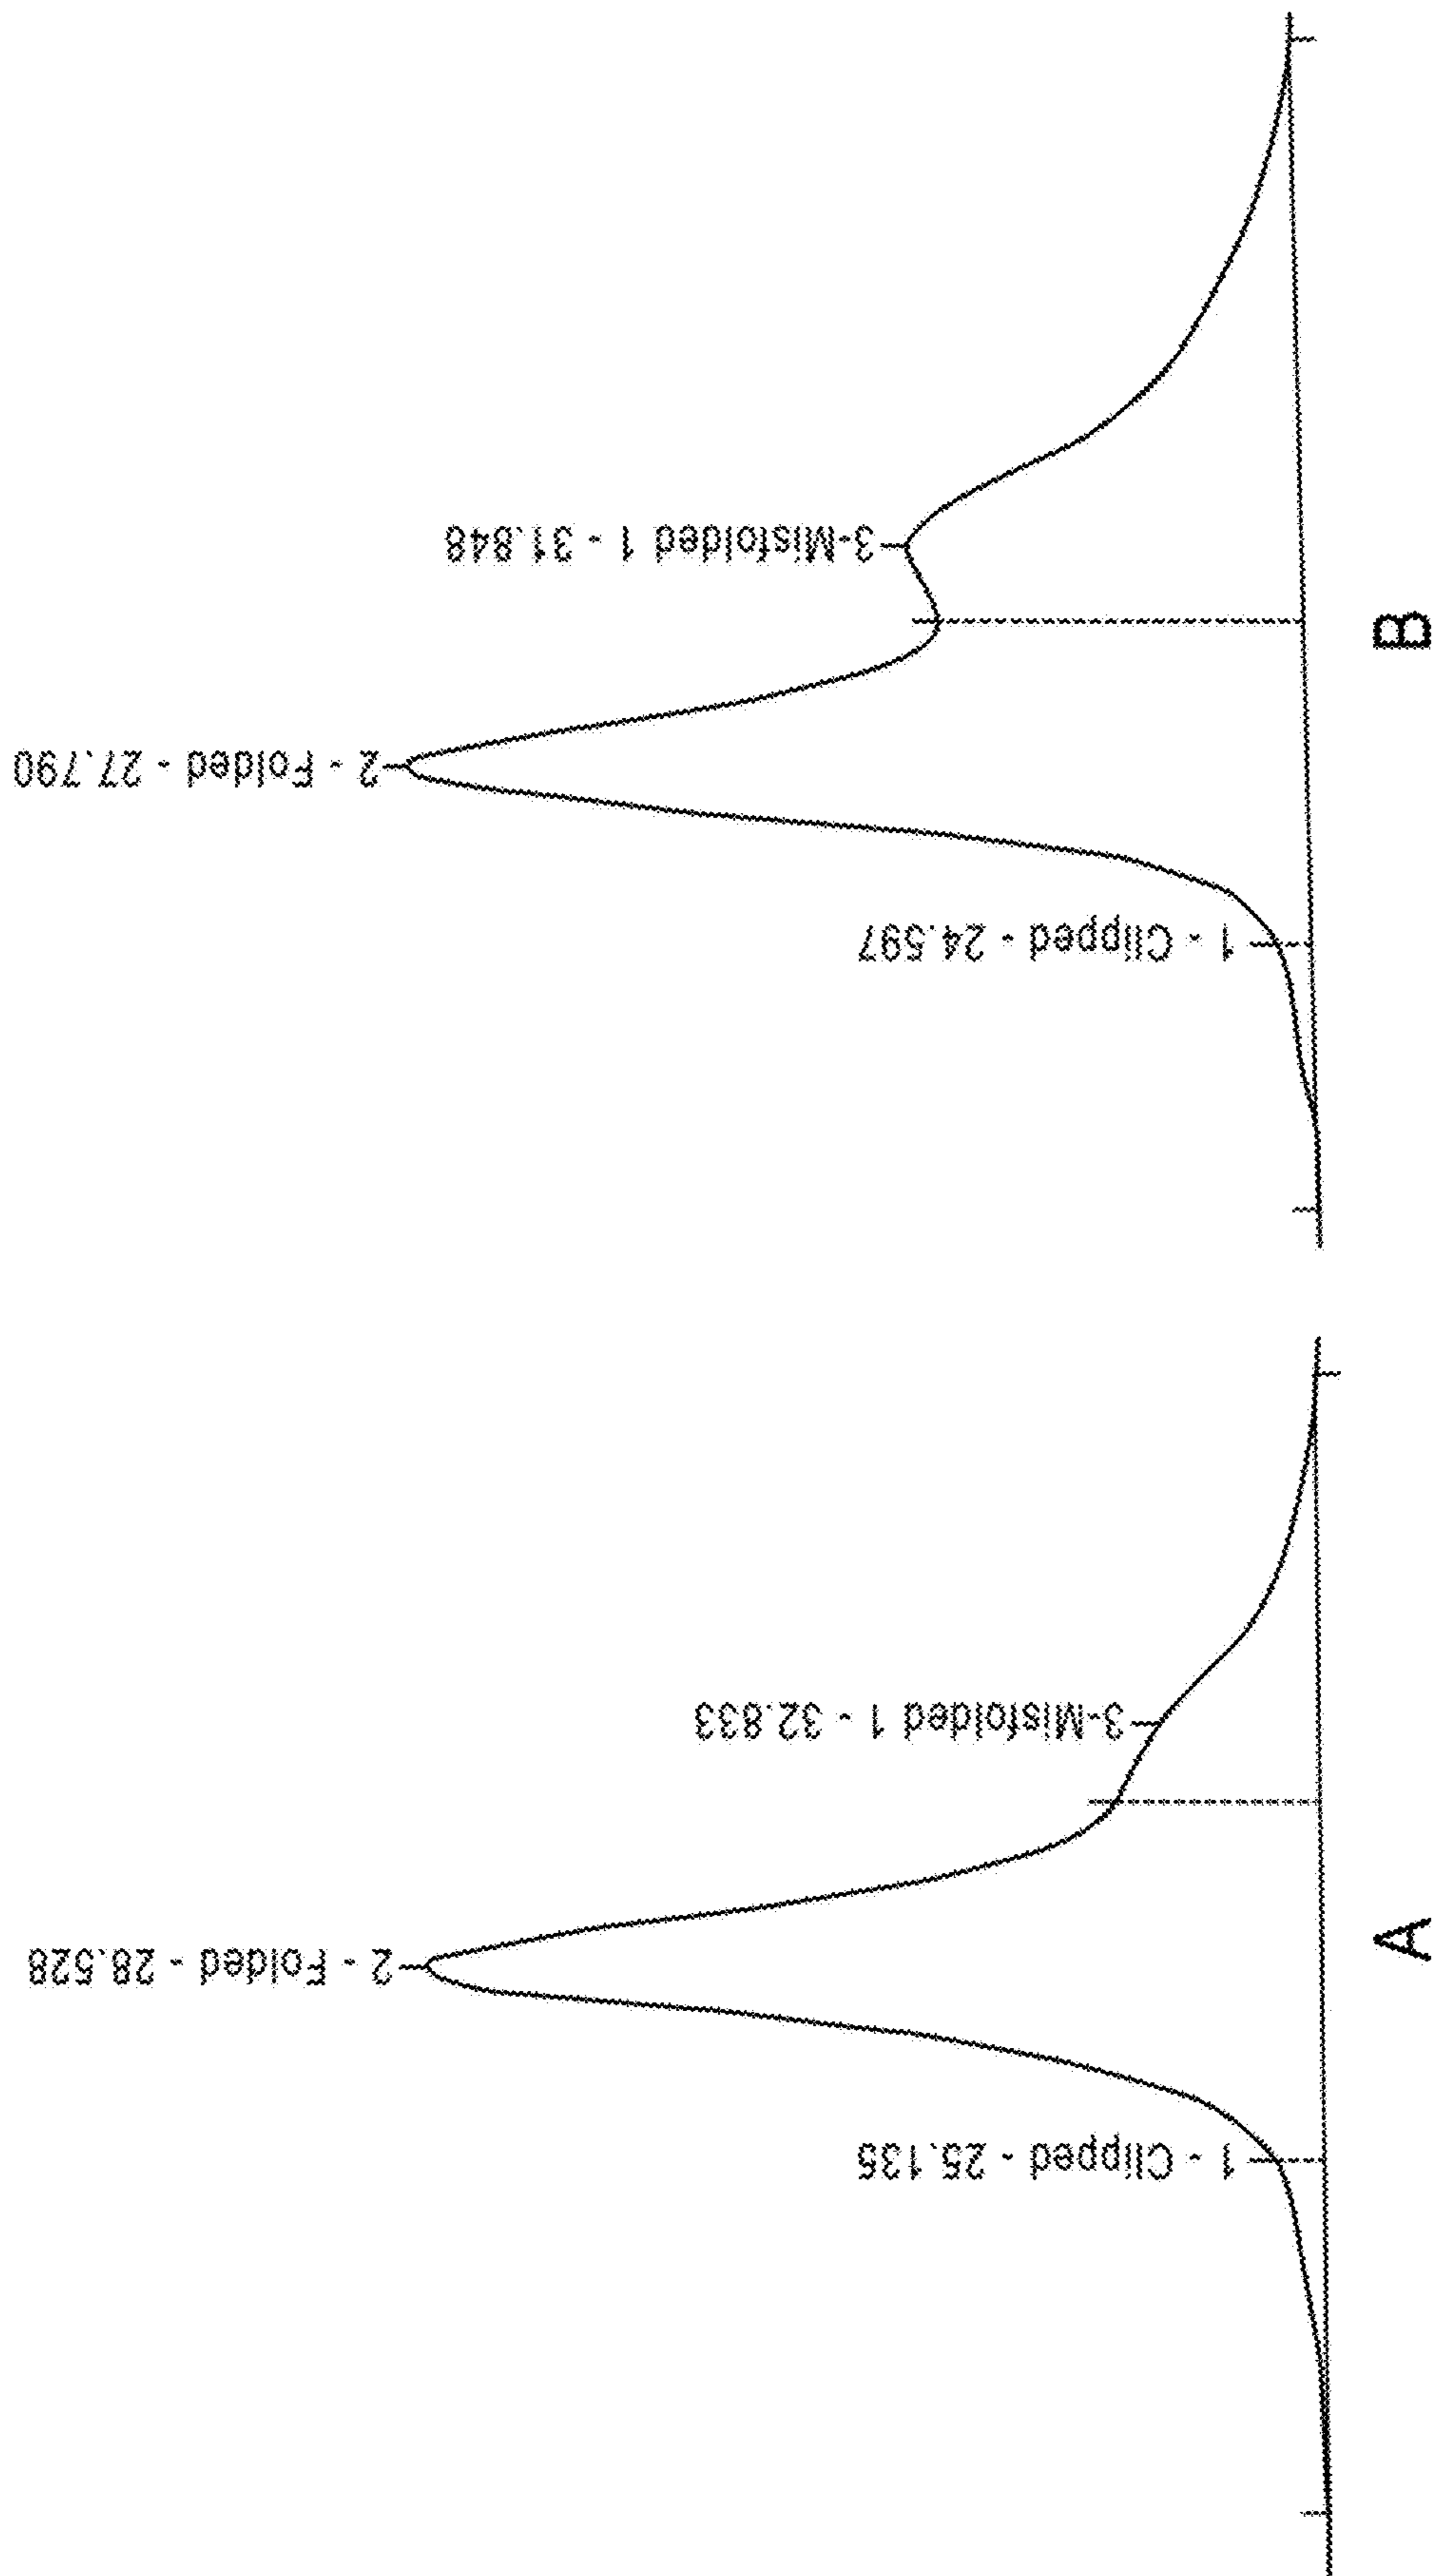 1 - Clipped - 25.135
2 - Folded - 28.528
3-Misfolded 1 - 32.833
A
1 - Clipped - 24.597
2 - Folded - 27.790
3-Misfolded 1 - 31.848
B